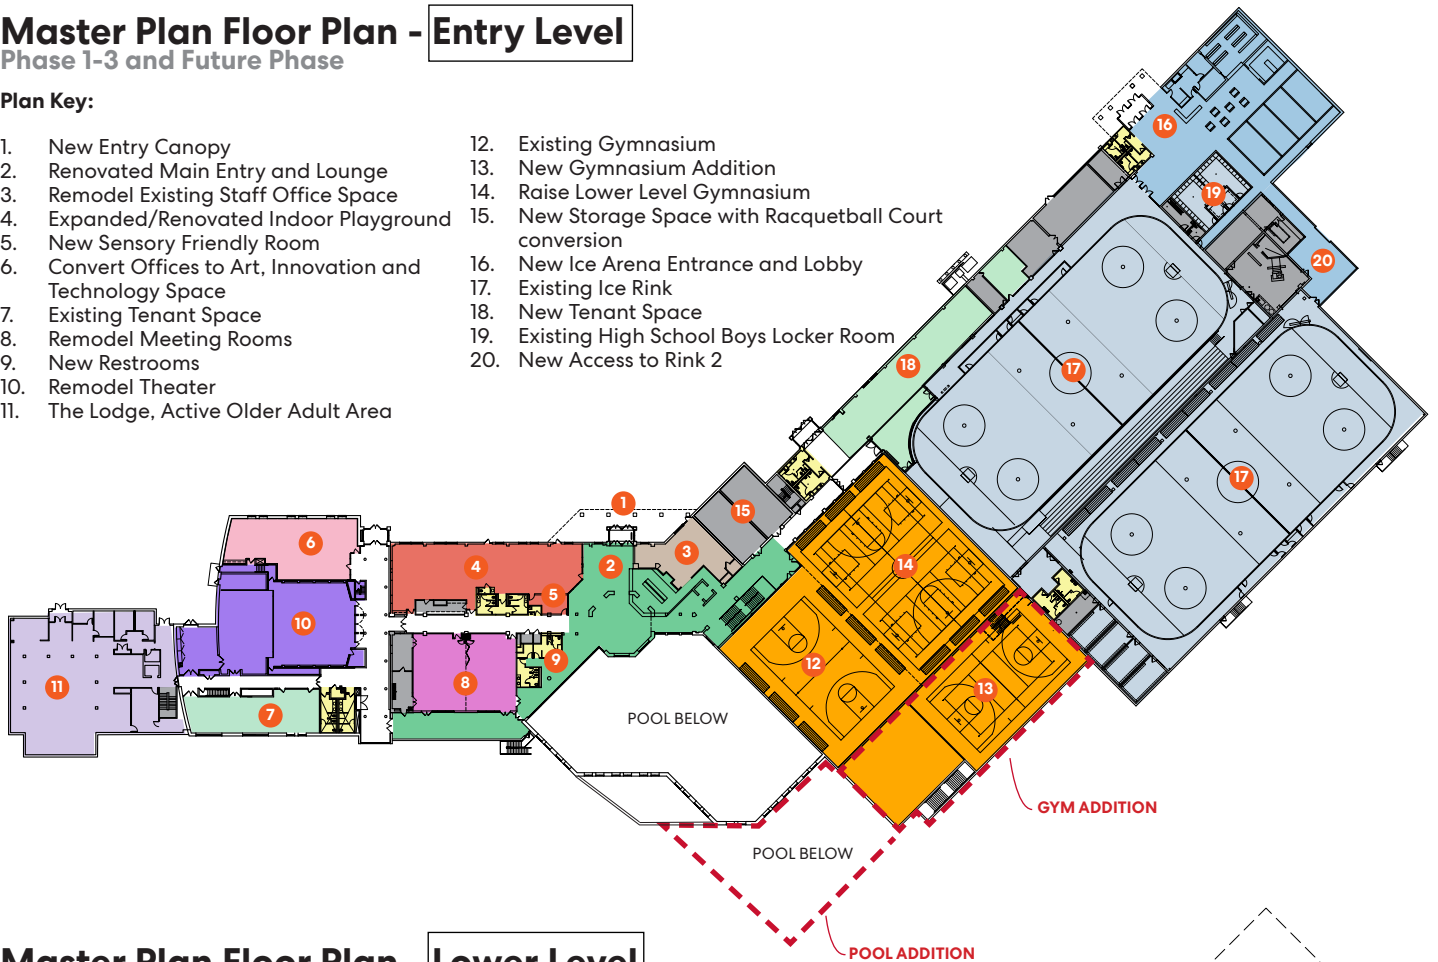 Master Plan Floor Plan - Entry Level
Phase 1-3 and Future Phase
Plan Key:
1. New Entry Canopy
2. Renovated Main Entry and Lounge
3. Remodel Existing Staff Office Space
4. Expanded/Renovated Indoor Playground
5. New Sensory Friendly Room
6. Convert Offices to Art, Innovation and
Technology Space
7. Existing Tenant Space
8. Remodel Meeting Rooms
9. New Restrooms
10. Remodel Theater
11. The Lodge, Active Older Adult Area
12. Existing Gymnasium
13. New Gymnasium Addition
14. Raise Lower Level Gymnasium
15. New Storage Space with Racquetball Court
conversion
16. New Ice Arena Entrance and Lobby
17. Existing Ice Rink
18. New Tenant Space
19. Existing High School Boys Locker Room
20. New Access to Rink 2
16
19
20
17
18
17
1
15
6
4
2
3
14
5
10
9
12
11
8
13
7
POOL BELOW
GYM ADDITION
POOL BELOW
POOL ADDITION
Master Plan Floor Plan - Lower Level